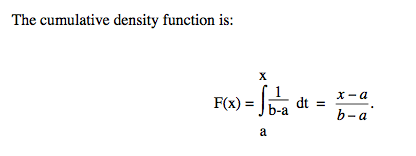 The cumulative density function is:
x
F(x) = ∫ 1/b-a dt = x – a/b – a.
a